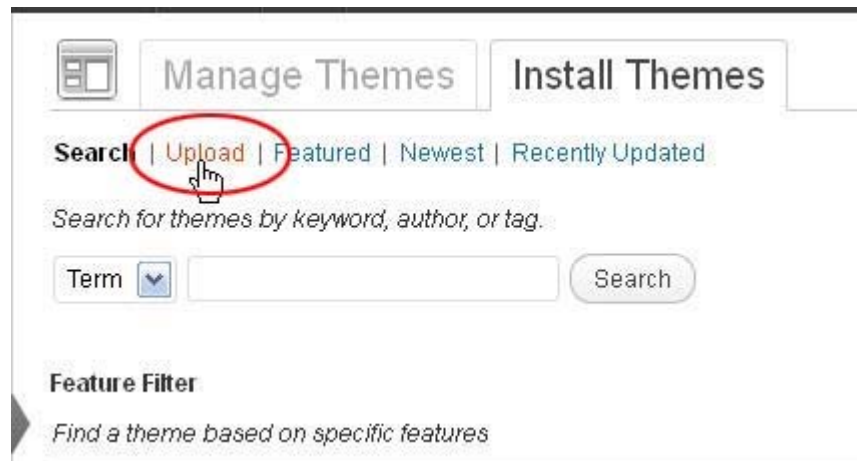 Manage Themes Install Themes
Search | Upload | Featured | Newest | Recently Updated
Search for themes by keyword, author, or tag.
Term Search
Feature Filter
Find a theme based on specific features